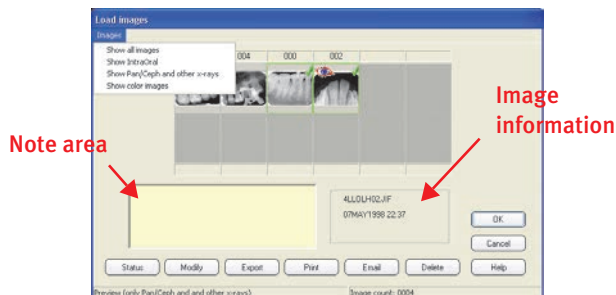 Load images
Images
Show all images
Show IntraOral
Show Pan/Ceph and other x-rays
Show color images
004 000 002
Note area
Image
information
4LLOLH02.JIF
07MAY1998 22:37
OK
Cancel
Status Modify Export Print Email Delete Help
Preview (only Pan/Ceph and and other x-rays) Image count: 0004